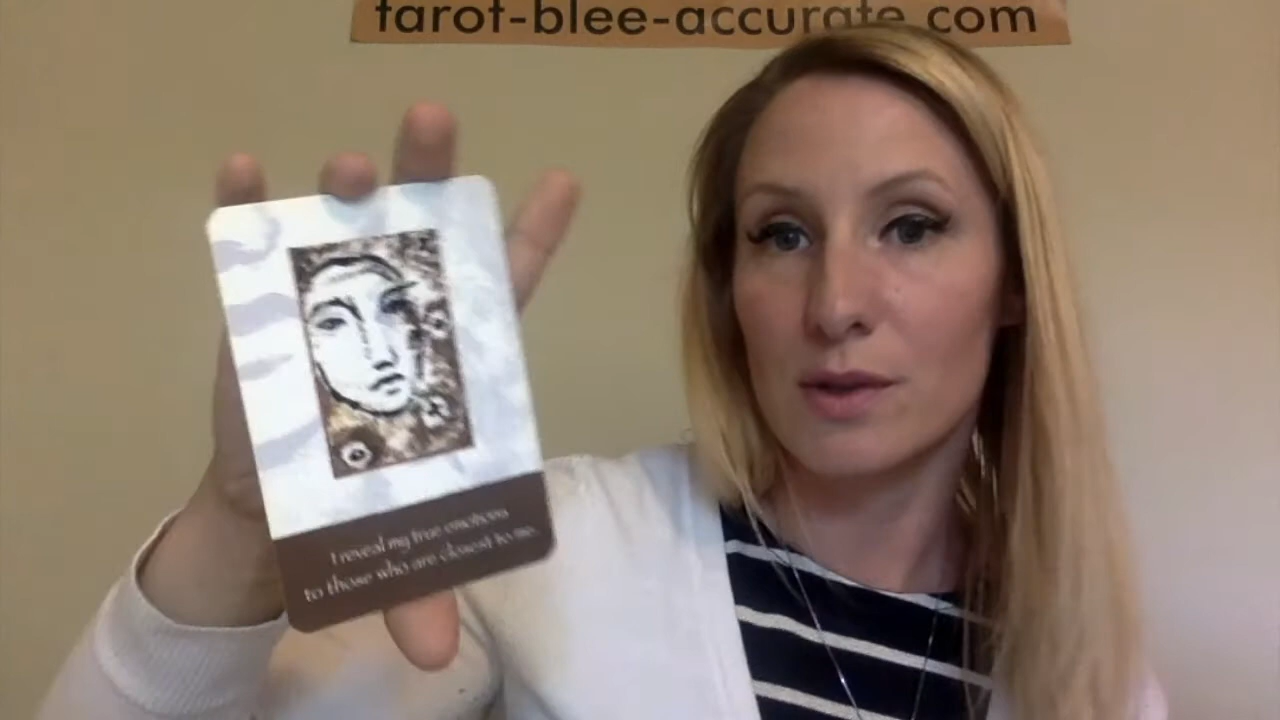 tarot-blee-accurate.com
I reveal my true emotions
to those who are closest to me.